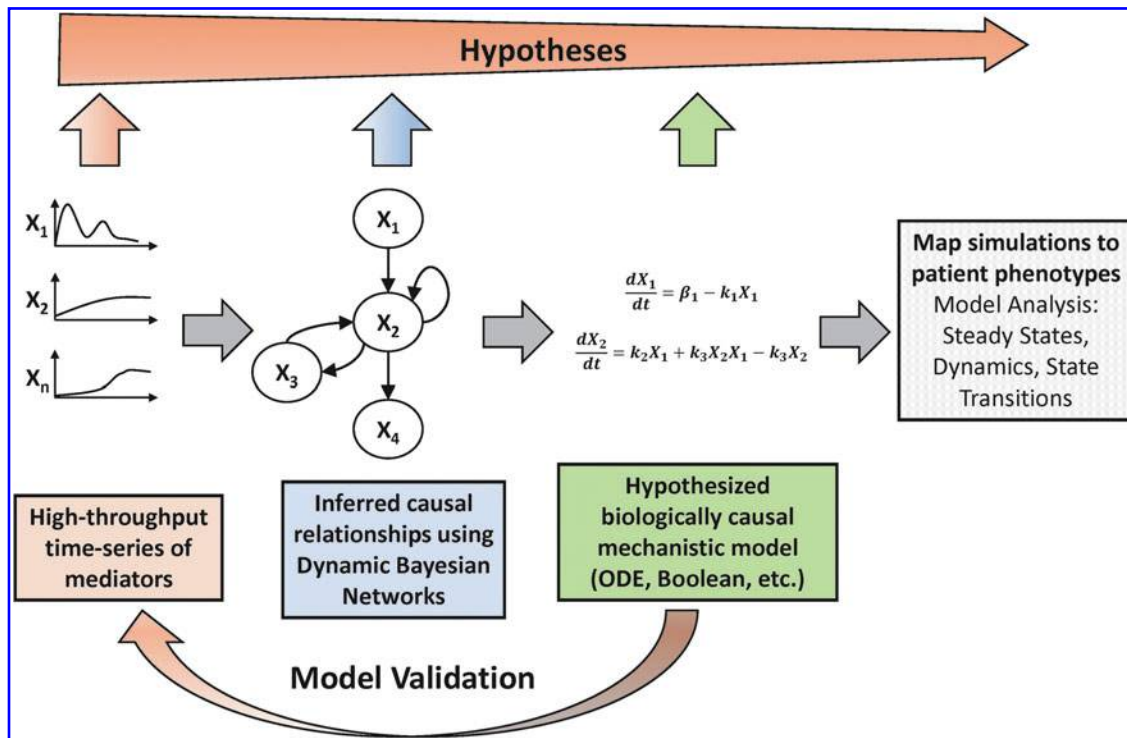 Hypotheses
X1
X2
Xn
X1
X2
X3
X4
dX1/dt = β1 − k1X1
dX2/dt = k2X1 + k3X2X1 − k3X2
Map simulations to
patient phenotypes
Model Analysis:
Steady States,
Dynamics, State
Transitions
High-throughput
time-series of
mediators
Inferred causal
relationships using
Dynamic Bayesian
Networks
Hypothesized
biologically causal
mechanistic model
(ODE, Boolean, etc.)
Model Validation